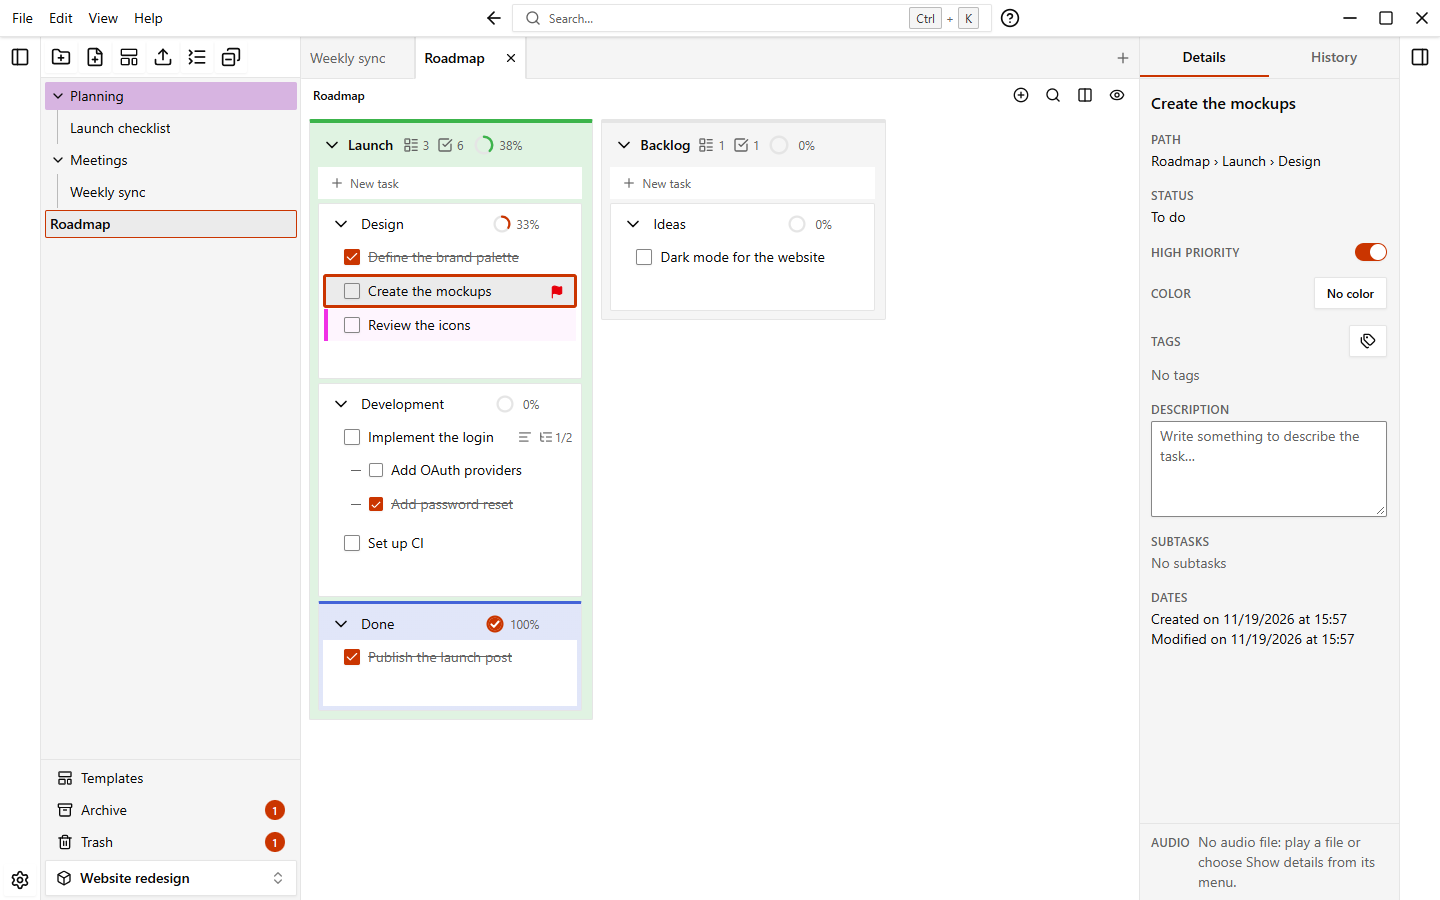 File Edit View Help
Search...
Ctrl + K
Planning
Launch checklist
Meetings
Weekly sync
Roadmap
Templates
Archive 1
Trash 1
Website redesign
Weekly sync
Roadmap
Roadmap
Launch 3 6 38%
New task
Design 33%
Define the brand palette
Create the mockups
Review the icons
Development 0%
Implement the login 1/2
Add OAuth providers
Add password reset
Set up CI
Done 100%
Publish the launch post
Backlog 1 1 0%
New task
Ideas 0%
Dark mode for the website
Details History
Create the mockups
PATH
Roadmap › Launch › Design
STATUS
To do
HIGH PRIORITY
COLOR No color
TAGS
No tags
DESCRIPTION
Write something to describe the
task...
SUBTASKS
No subtasks
DATES
Created on 11/19/2026 at 15:57
Modified on 11/19/2026 at 15:57
AUDIO No audio file: play a file or
choose Show details from its
menu.